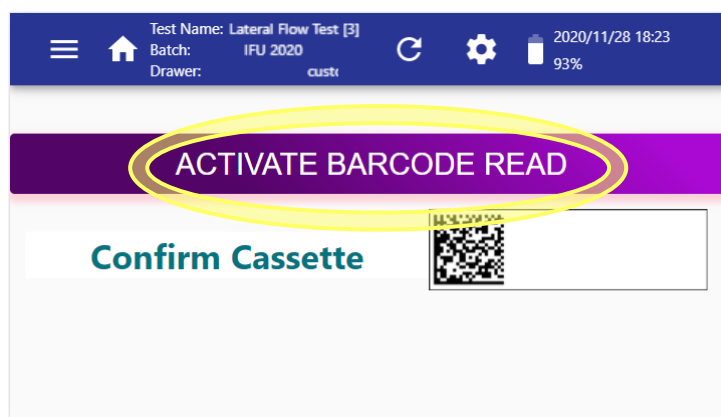 Test Name: Lateral Flow Test [3]
Batch: IFU 2020
Drawer:
2020/11/28 18:23
93%
ACTIVATE BARCODE READ
Confirm Cassette